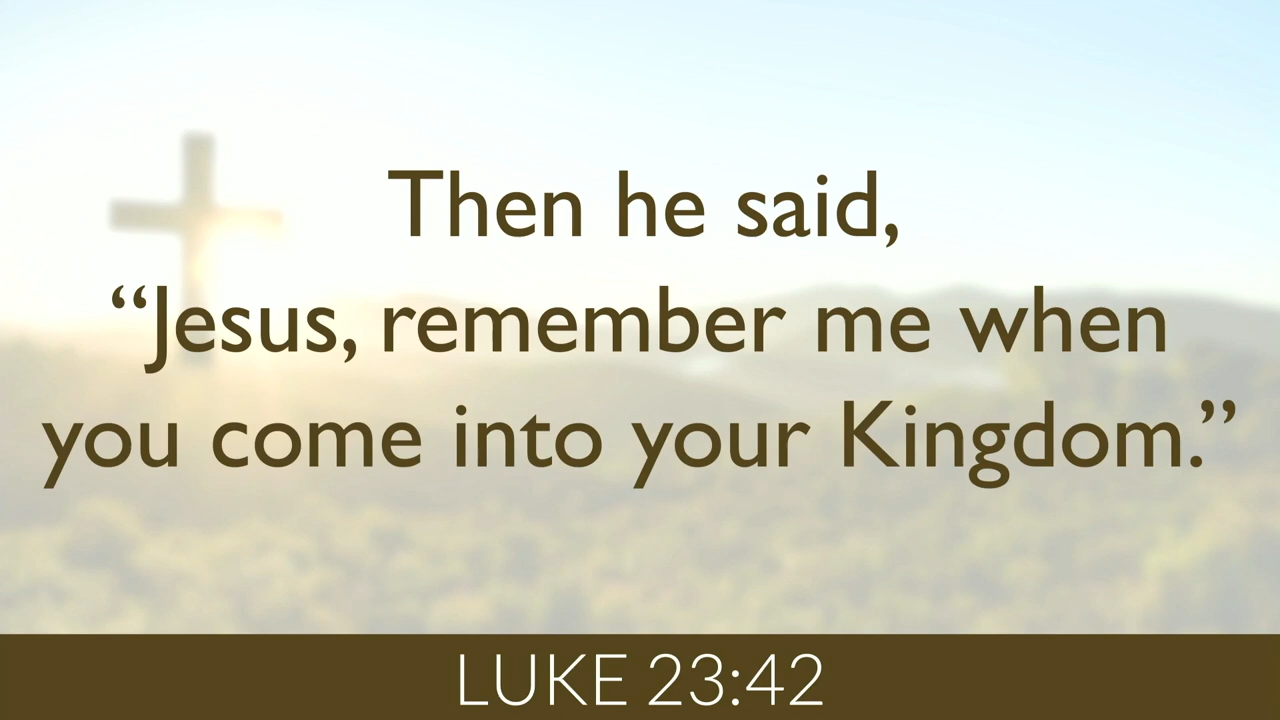 Then he said,
“Jesus, remember me when
you come into your Kingdom.”
LUKE 23:42